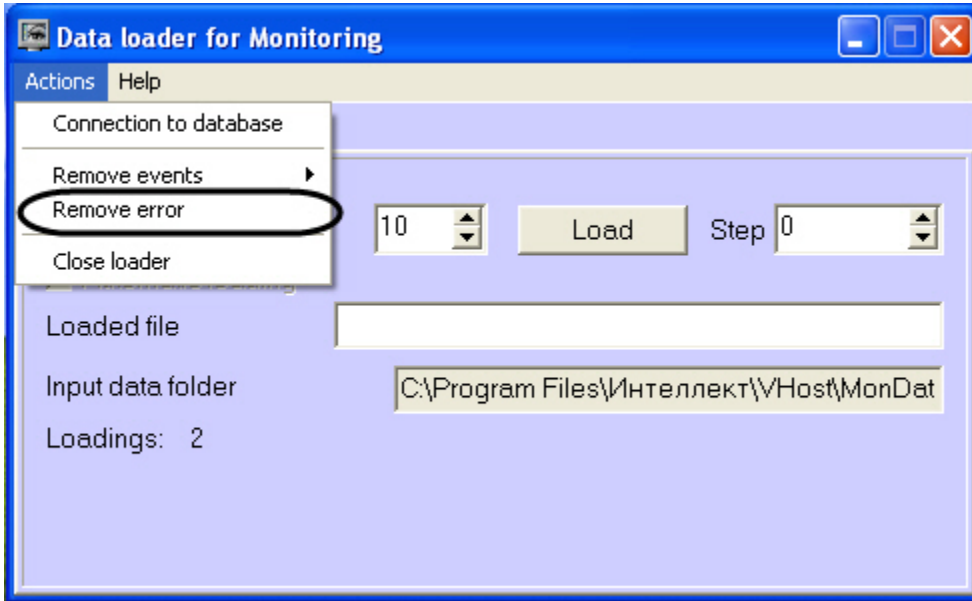 Data loader for Monitoring
Actions Help
Connection to database
Remove events
Remove error
Close loader
10 Load Step 0
Loaded file
Input data folder C:\Program Files\Интеллект\VHost\MonDat
Loadings: 2